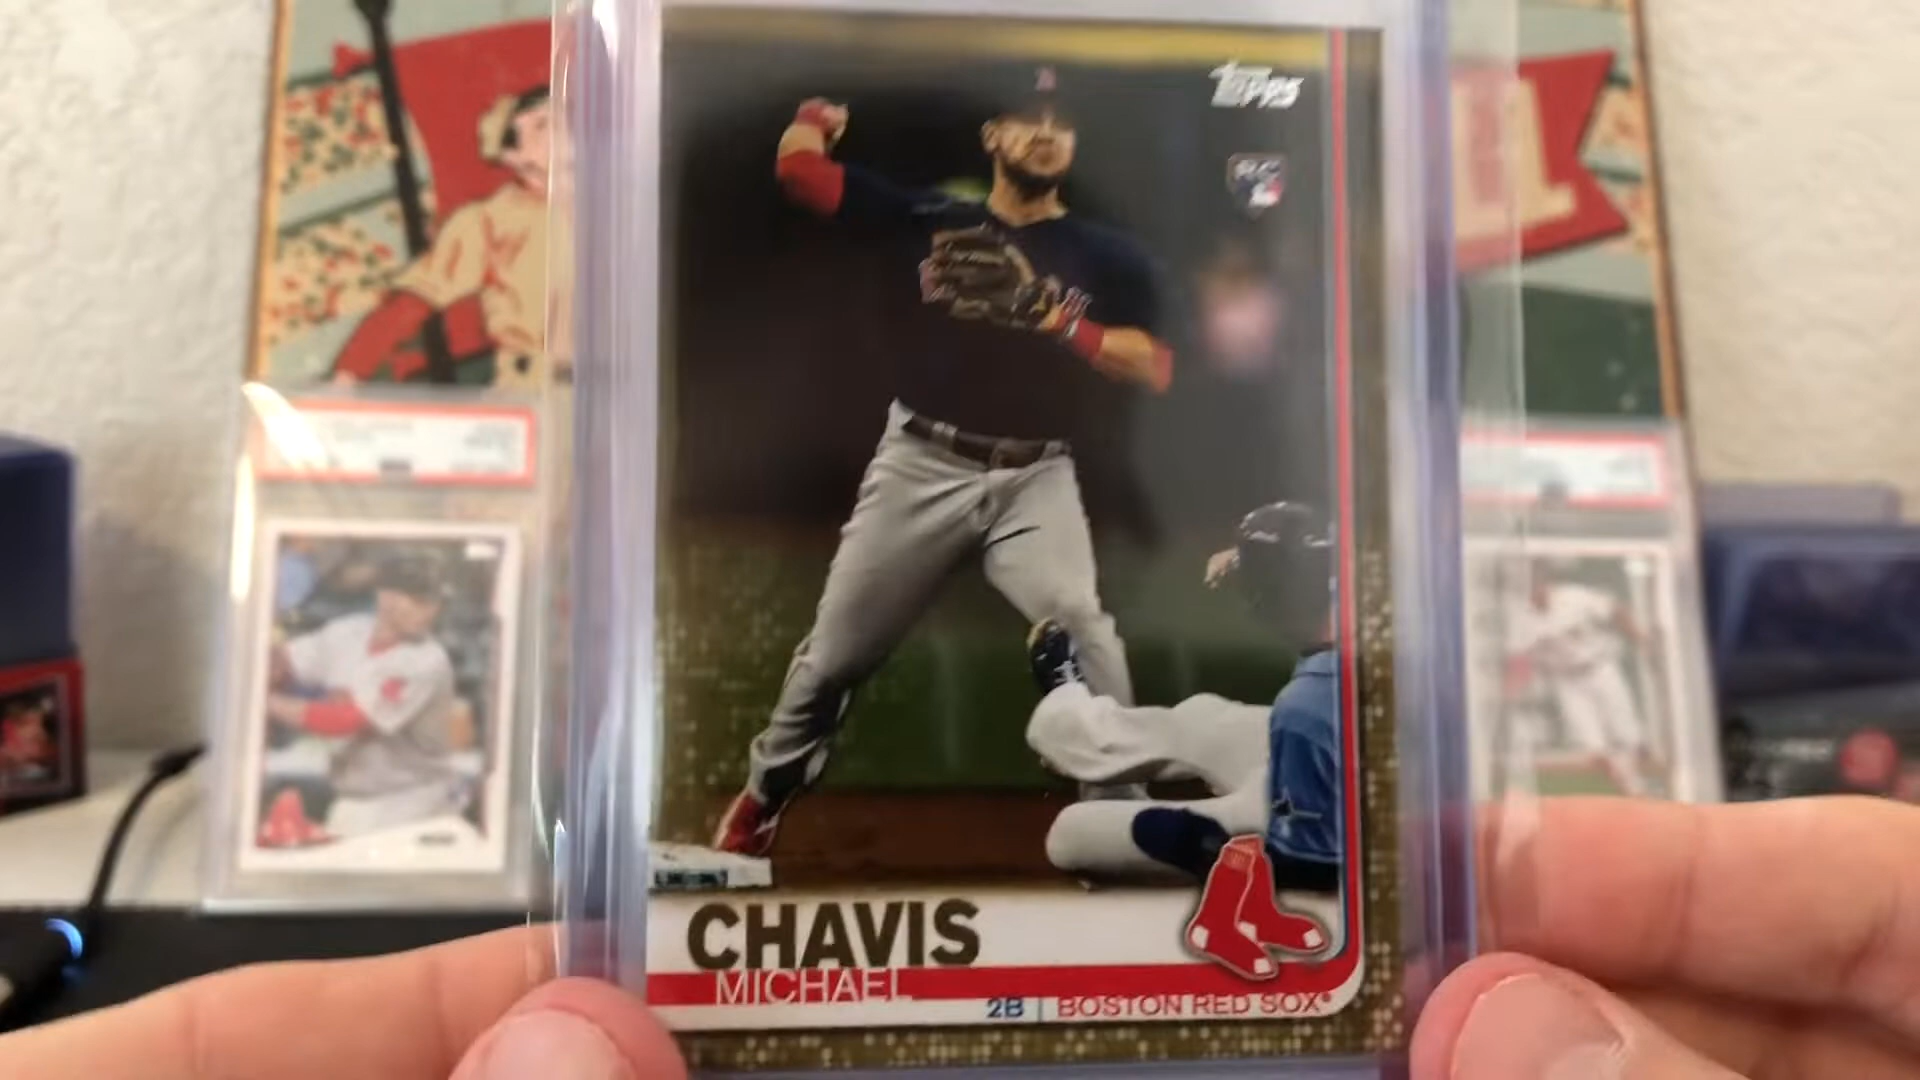 Topps
RC
CHAVIS
MICHAEL
2B | BOSTON RED SOX®